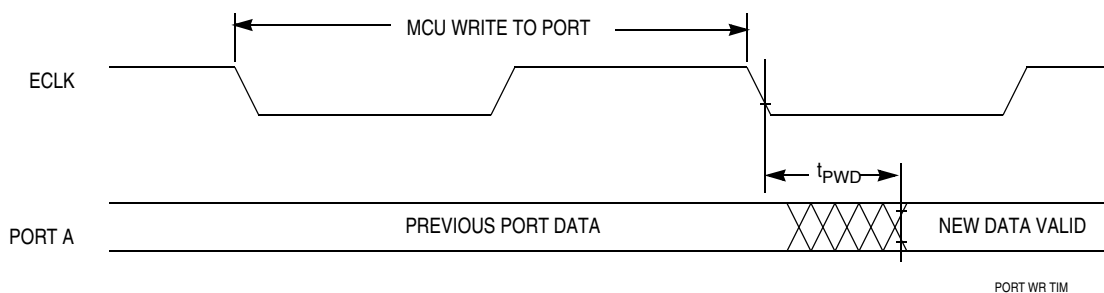 MCU WRITE TO PORT
ECLK
tPWD
PREVIOUS PORT DATA
NEW DATA VALID
PORT A
PORT WR TIM